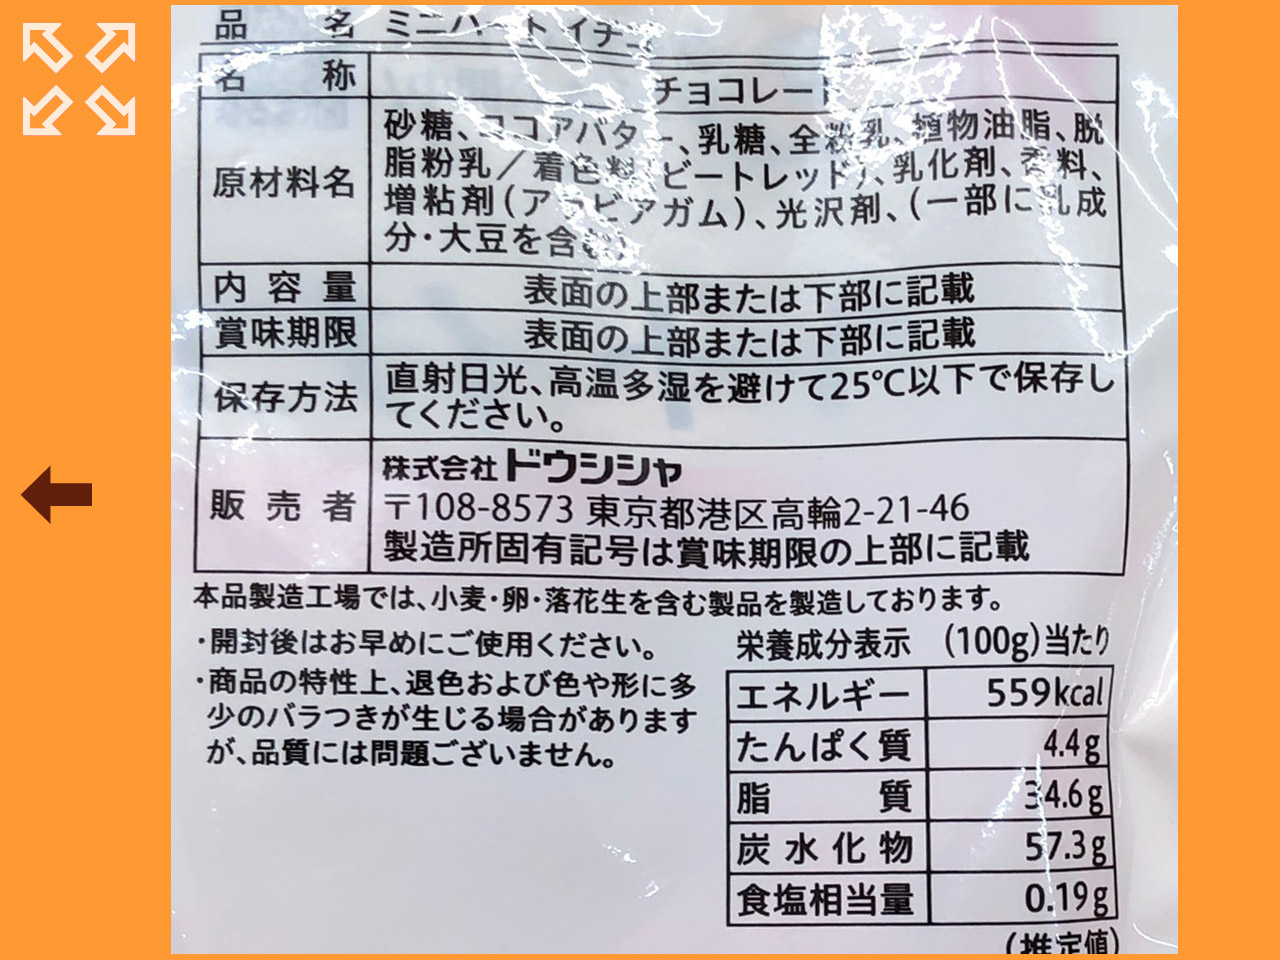 品名 ミニハート イチゴ
名称 チョコレート
原材料名 砂糖、ココアバター、乳糖、全粉乳、植物油脂、脱
脂粉乳／着色料(ビートレッド)、乳化剤、香料、
増粘剤(アラビアガム)、光沢剤、(一部に乳成
分・大豆を含む)
内容量 表面の上部または下部に記載
賞味期限 表面の上部または下部に記載
保存方法 直射日光、高温多湿を避けて25℃以下で保存し
てください。
販売者 株式会社ドウシシャ
〒108-8573 東京都港区高輪2-21-46
製造所固有記号は賞味期限の上部に記載
本品製造工場では、小麦・卵・落花生を含む製品を製造しております。
・開封後はお早めにご使用ください。
・商品の特性上、退色および色や形に多
少のバラつきが生じる場合があります
が、品質には問題ございません。
栄養成分表示 (100g)当たり
エネルギー 559kcal
たんぱく質 4.4g
脂質 34.6g
炭水化物 57.3g
食塩相当量 0.19g
(推定値)